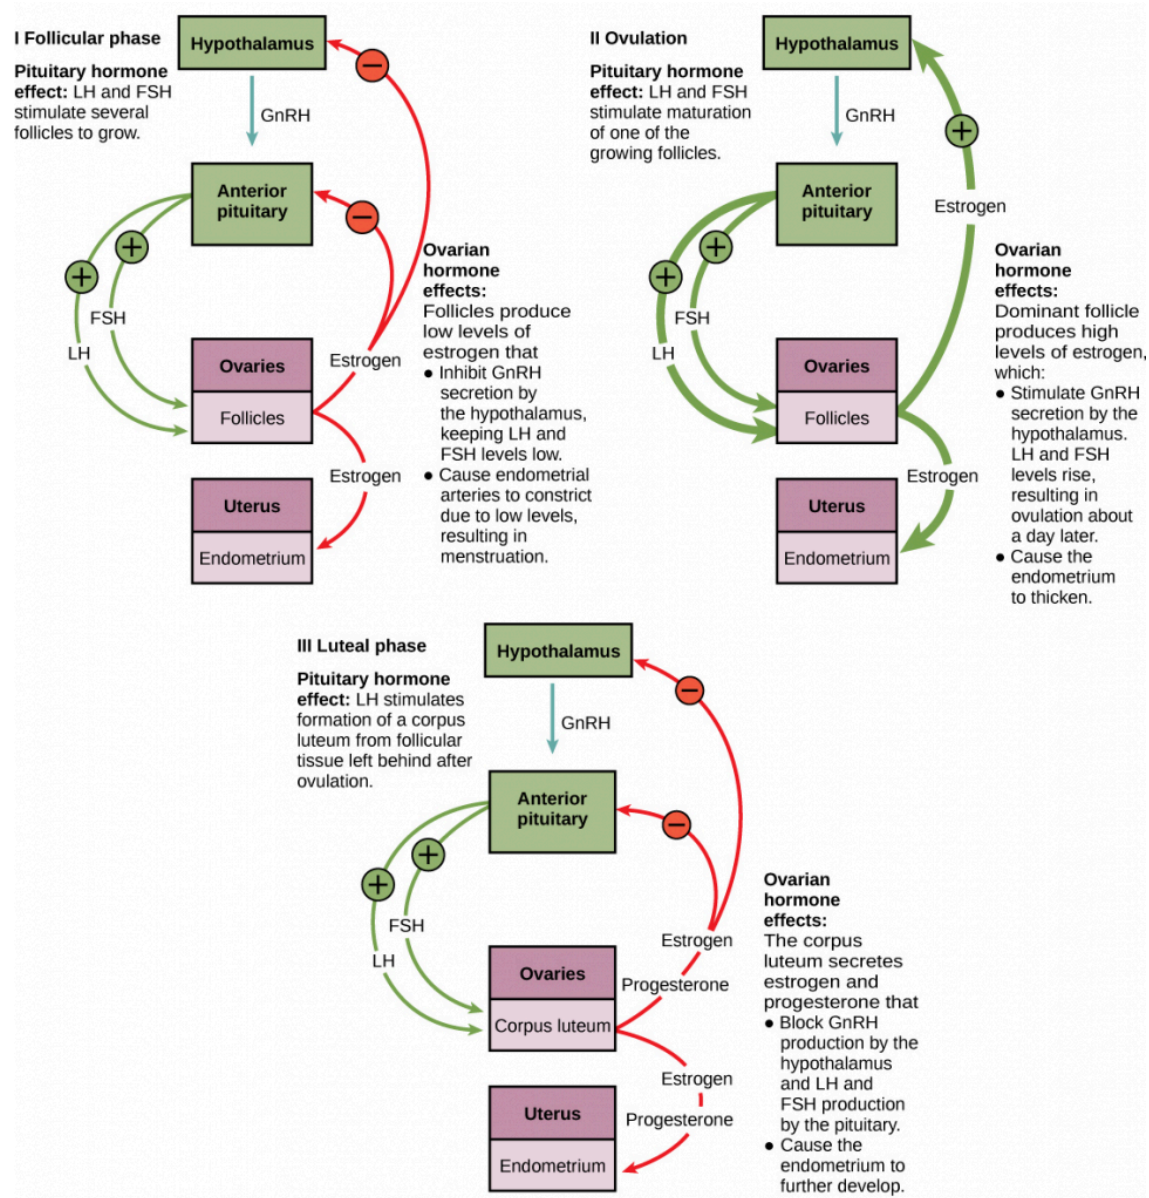 I Follicular phase
Pituitary hormone
effect: LH and FSH
stimulate several
follicles to grow.
Hypothalamus
−
GnRH
Anterior
pituitary
−
+
+
FSH
LH
Ovaries
Follicles
Estrogen
Estrogen
Uterus
Endometrium
Ovarian
hormone
effects:
Follicles produce
low levels of
estrogen that
● Inhibit GnRH
secretion by
the hypothalamus,
keeping LH and
FSH levels low.
● Cause endometrial
arteries to constrict
due to low levels,
resulting in
menstruation.
II Ovulation
Pituitary hormone
effect: LH and FSH
stimulate maturation
of one of the
growing follicles.
Hypothalamus
+
GnRH
Anterior
pituitary
Estrogen
+
+
FSH
LH
Ovaries
Follicles
Estrogen
Uterus
Endometrium
Ovarian
hormone
effects:
Dominant follicle
produces high
levels of estrogen,
which:
● Stimulate GnRH
secretion by the
hypothalamus.
LH and FSH
levels rise,
resulting in
ovulation about
a day later.
● Cause the
endometrium
to thicken.
III Luteal phase
Pituitary hormone
effect: LH stimulates
formation of a corpus
luteum from follicular
tissue left behind after
ovulation.
Hypothalamus
−
GnRH
Anterior
pituitary
−
+
+
FSH
LH
Estrogen
Progesterone
Ovaries
Corpus luteum
Estrogen
Progesterone
Uterus
Endometrium
Ovarian
hormone
effects:
The corpus
luteum secretes
estrogen and
progesterone that
● Block GnRH
production by the
hypothalamus
and LH and
FSH production
by the pituitary.
● Cause the
endometrium to
further develop.